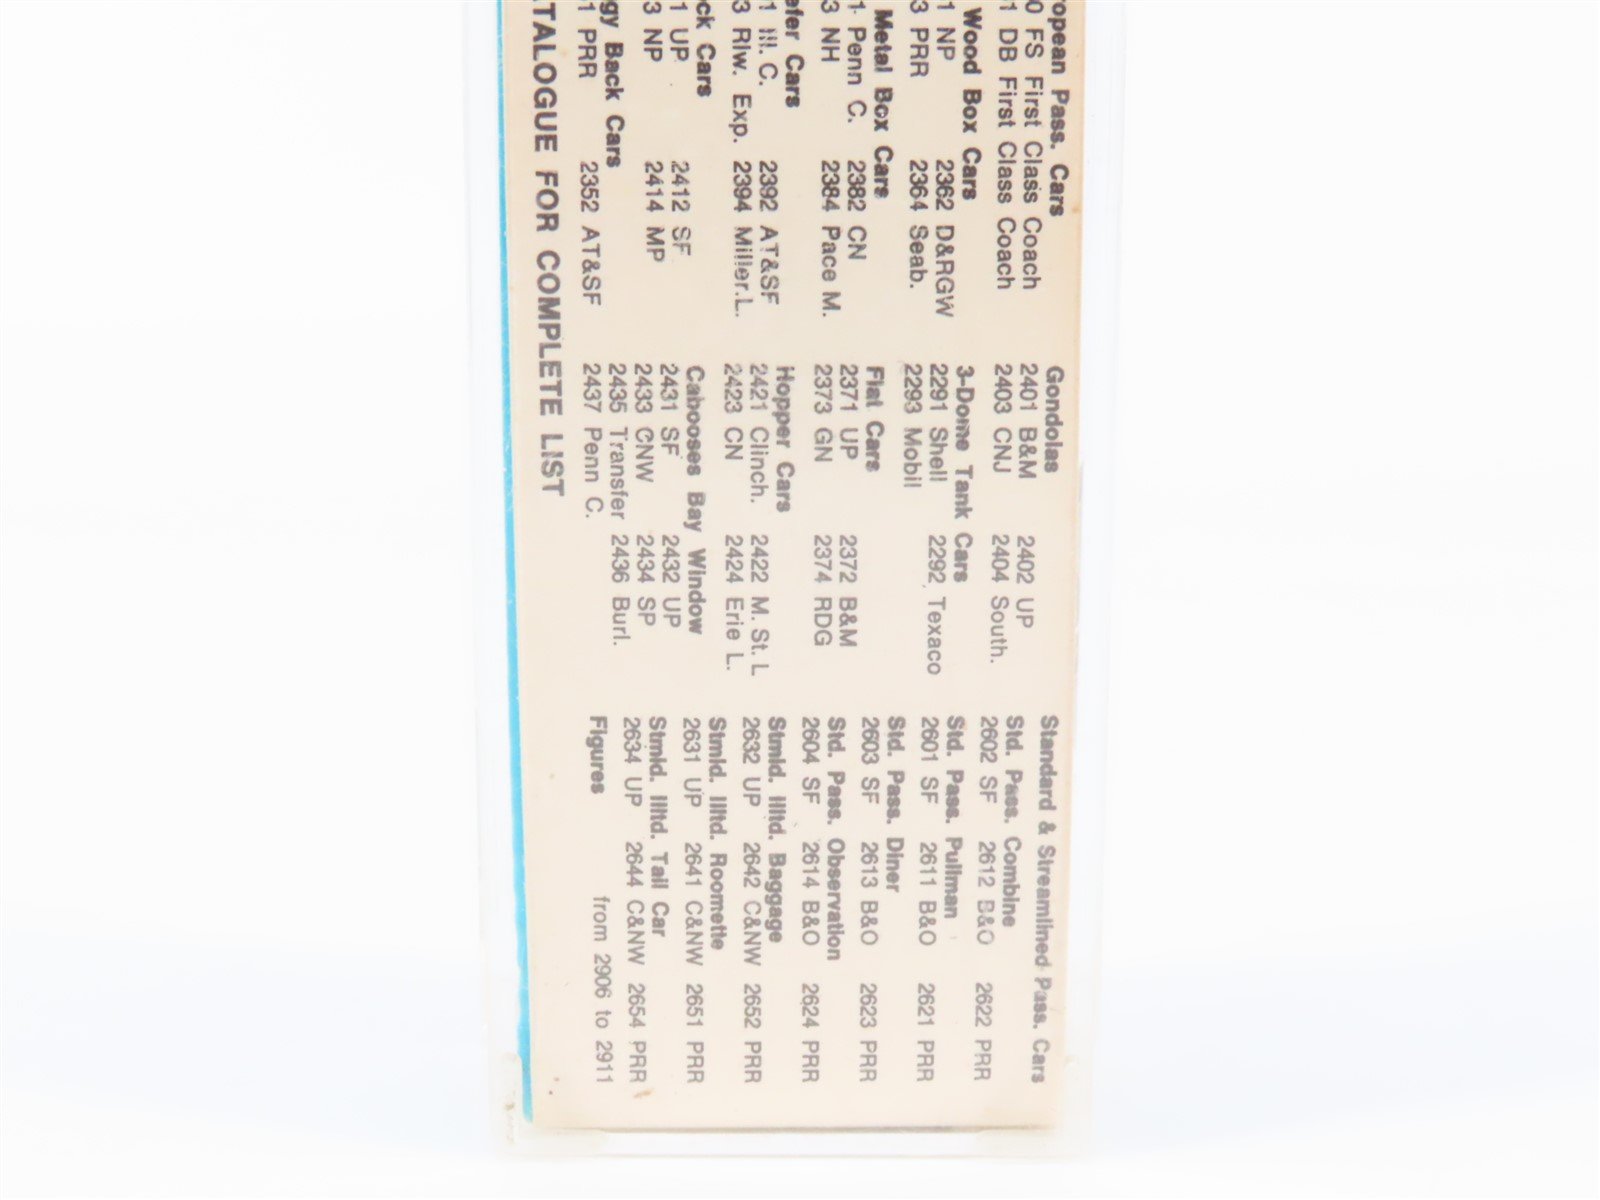 ropean Pass. Cars
0 FS First Class Coach
1 DB First Class Coach
Wood Box Cars
1 NP 2362 D&RGW
3 PRR 2364 Seab.
Metal Box Cars
1 Penn C. 2382 CN
3 NH 2384 Pace M.
efer Cars
1 Ill. C. 2392 AT&SF
3 Rlw. Exp. 2394 Miller.L.
ck Cars
1 UP 2412 SF
3 NP 2414 MP
gy Back Cars
1 PRR 2352 AT&SF
ATALOGUE FOR COMPLETE LIST
Gondolas
2401 B&M 2402 UP
2403 CNJ 2404 South.
3-Dome Tank Cars
2291 Shell 2292 Texaco
2293 Mobil
Flat Cars
2371 UP 2372 B&M
2373 GN 2374 RDG
Hopper Cars
2421 Clinch. 2422 M. St. L
2423 CN 2424 Erie L.
Cabooses Bay Window
2431 SF 2432 UP
2433 CNW 2434 SP
2435 Transfer 2436 Burl.
2437 Penn C.
Standard & Streamlined Pass. Cars
Std. Pass. Combine
2602 SF 2612 B&O 2622 PRR
Std. Pass. Pullman
2601 SF 2611 B&O 2621 PRR
Std. Pass. Diner
2603 SF 2613 B&O 2623 PRR
Std. Pass. Observation
2604 SF 2614 B&O 2624 PRR
Stmld. Illtd. Baggage
2632 UP 2642 C&NW 2652 PRR
Stmld. Illtd. Roomette
2631 UP 2641 C&NW 2651 PRR
Stmld. Illtd. Tail Car
2634 UP 2644 C&NW 2654 PRR
Figures from 2906 to 2911